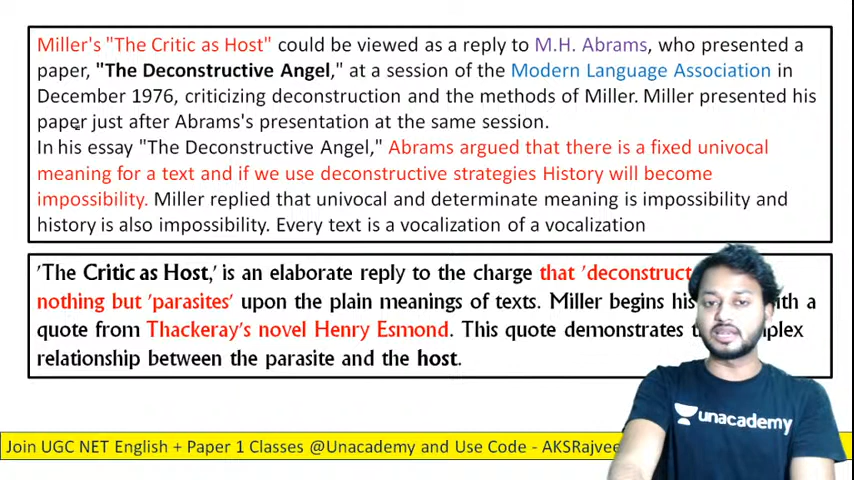 Miller's "The Critic as Host" could be viewed as a reply to M.H. Abrams, who presented a
paper, "The Deconstructive Angel," at a session of the Modern Language Association in
December 1976, criticizing deconstruction and the methods of Miller. Miller presented his
paper just after Abrams's presentation at the same session.
In his essay "The Deconstructive Angel," Abrams argued that there is a fixed univocal
meaning for a text and if we use deconstructive strategies History will become
impossibility. Miller replied that univocal and determinate meaning is impossibility and
history is also impossibility. Every text is a vocalization of a vocalization
'The Critic as Host,' is an elaborate reply to the charge that 'deconstruct
nothing but 'parasites' upon the plain meanings of texts. Miller begins his a
quote from Thackeray's novel Henry Esmond. This quote demonstrates
relationship between the parasite and the host.
unacademy
Join UGC NET English + Paper 1 Classes @Unacademy and Use Code - AKSRajvee